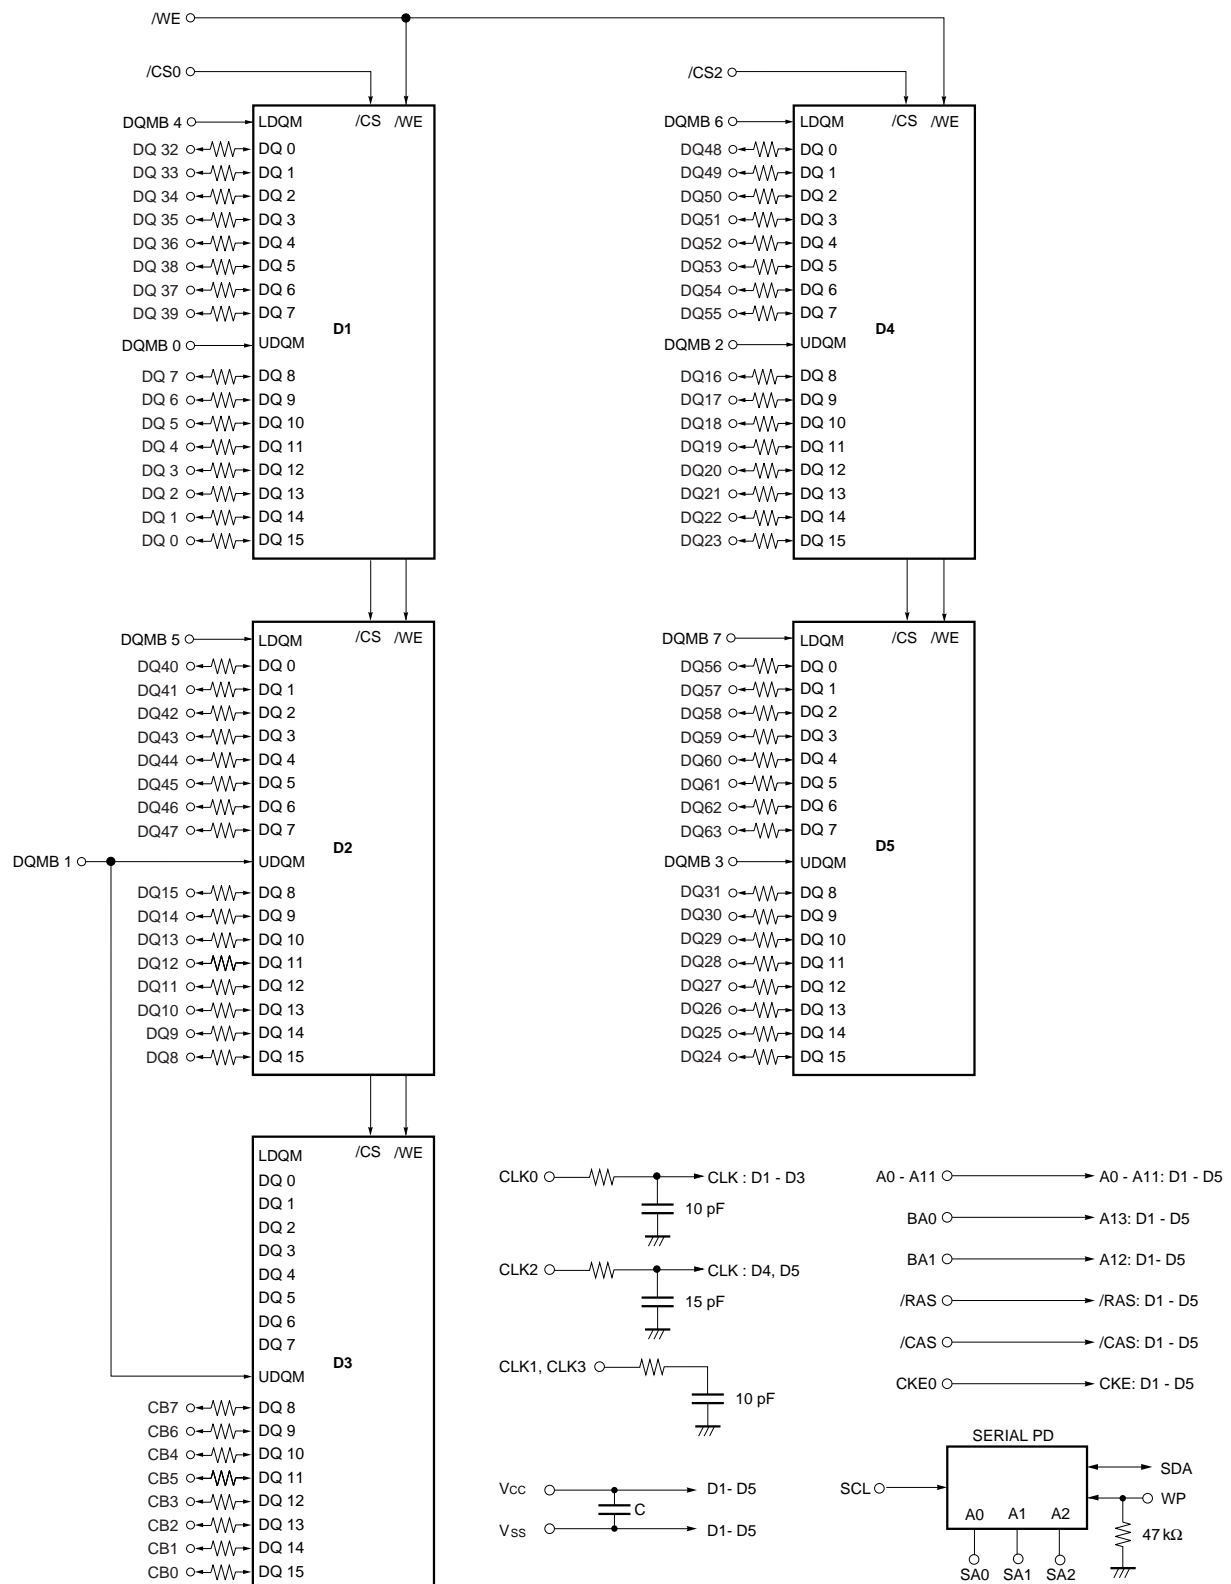 /WE
/CS0
DQMB 4 LDQM /CS /WE
DQ 32 DQ 0
DQ 33 DQ 1
DQ 34 DQ 2
DQ 35 DQ 3
DQ 36 DQ 4
DQ 38 DQ 5
DQ 37 DQ 6
DQ 39 DQ 7
D1
DQMB 0 UDQM
DQ 7 DQ 8
DQ 6 DQ 9
DQ 5 DQ 10
DQ 4 DQ 11
DQ 3 DQ 12
DQ 2 DQ 13
DQ 1 DQ 14
DQ 0 DQ 15
/CS2
DQMB 6 LDQM /CS /WE
DQ48 DQ 0
DQ49 DQ 1
DQ50 DQ 2
DQ51 DQ 3
DQ52 DQ 4
DQ53 DQ 5
DQ54 DQ 6
DQ55 DQ 7
D4
DQMB 2 UDQM
DQ16 DQ 8
DQ17 DQ 9
DQ18 DQ 10
DQ19 DQ 11
DQ20 DQ 12
DQ21 DQ 13
DQ22 DQ 14
DQ23 DQ 15
DQMB 5 LDQM /CS /WE
DQ40 DQ 0
DQ41 DQ 1
DQ42 DQ 2
DQ43 DQ 3
DQ44 DQ 4
DQ45 DQ 5
DQ46 DQ 6
DQ47 DQ 7
D2
DQMB 1 UDQM
DQ15 DQ 8
DQ14 DQ 9
DQ13 DQ 10
DQ12 DQ 11
DQ11 DQ 12
DQ10 DQ 13
DQ9 DQ 14
DQ8 DQ 15
DQMB 7 LDQM /CS /WE
DQ56 DQ 0
DQ57 DQ 1
DQ58 DQ 2
DQ59 DQ 3
DQ60 DQ 4
DQ61 DQ 5
DQ62 DQ 6
DQ63 DQ 7
D5
DQMB 3 UDQM
DQ31 DQ 8
DQ30 DQ 9
DQ29 DQ 10
DQ28 DQ 11
DQ27 DQ 12
DQ26 DQ 13
DQ25 DQ 14
DQ24 DQ 15
LDQM /CS /WE
DQ 0
DQ 1
DQ 2
DQ 3
DQ 4
DQ 5
DQ 6
DQ 7
D3
UDQM
CB7 DQ 8
CB6 DQ 9
CB4 DQ 10
CB5 DQ 11
CB3 DQ 12
CB2 DQ 13
CB1 DQ 14
CB0 DQ 15
CLK0 CLK : D1 - D3
10 pF
CLK2 CLK : D4, D5
15 pF
CLK1, CLK3
10 pF
VCC D1- D5
C
VSS D1- D5
A0 - A11 A0 - A11: D1 - D5
BA0 A13: D1 - D5
BA1 A12: D1- D5
/RAS /RAS: D1 - D5
/CAS /CAS: D1 - D5
CKE0 CKE: D1 - D5
SERIAL PD
SDA
SCL
WP
A0 A1 A2
47 kΩ
SA0 SA1 SA2